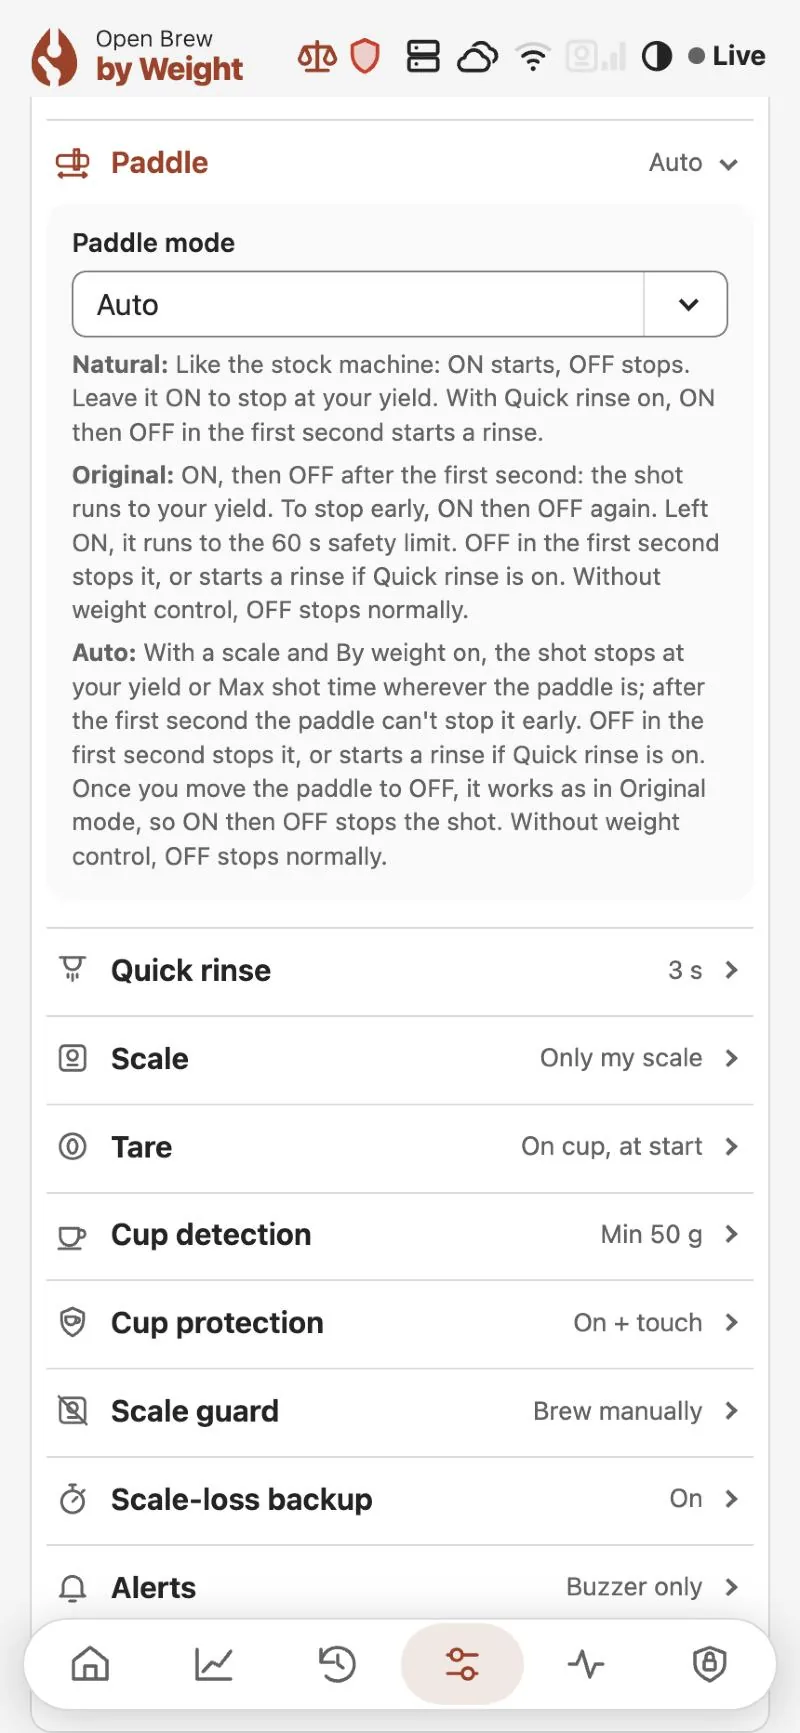 Open Brew
by Weight
Live
Paddle
Auto
Paddle mode
Auto
Natural: Like the stock machine: ON starts, OFF stops.
Leave it ON to stop at your yield. With Quick rinse on, ON
then OFF in the first second starts a rinse.
Original: ON, then OFF after the first second: the shot
runs to your yield. To stop early, ON then OFF again. Left
ON, it runs to the 60 s safety limit. OFF in the first second
stops it, or starts a rinse if Quick rinse is on. Without
weight control, OFF stops normally.
Auto: With a scale and By weight on, the shot stops at
your yield or Max shot time wherever the paddle is; after
the first second the paddle can't stop it early. OFF in the
first second stops it, or starts a rinse if Quick rinse is on.
Once you move the paddle to OFF, it works as in Original
mode, so ON then OFF stops the shot. Without weight
control, OFF stops normally.
Quick rinse
3 s
Scale
Only my scale
Tare
On cup, at start
Cup detection
Min 50 g
Cup protection
On + touch
Scale guard
Brew manually
Scale-loss backup
On
Alerts
Buzzer only